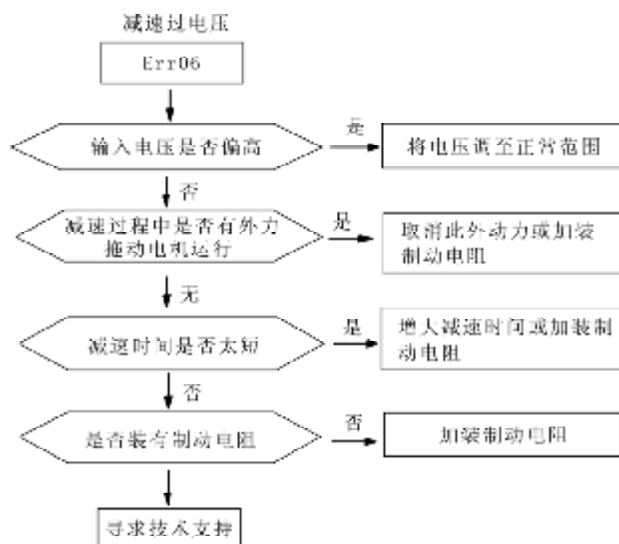 减速过电压
Err06
输入电压是否偏高
是
将电压调至正常范围
否
减速过程中是否有外力
拖动电机运行
是
取消此外动力或加装
制动电阻
无
减速时间是否太短
是
增大减速时间或加装制
动电阻
否
是否装有制动电阻
否
加装制动电阻
寻求技术支持